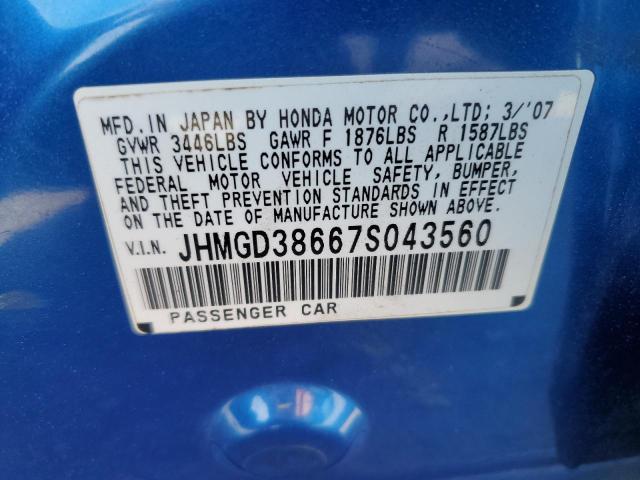 MFD. IN JAPAN BY HONDA MOTOR CO.,LTD; 3/'07
GVWR 3446LBS GAWR F 1876LBS R 1587LBS
THIS VEHICLE CONFORMS TO ALL APPLICABLE
FEDERAL MOTOR VEHICLE SAFETY, BUMPER,
AND THEFT PREVENTION STANDARDS IN EFFECT
ON THE DATE OF MANUFACTURE SHOWN ABOVE.
V.I.N. JHMGD38667S043560
PASSENGER CAR